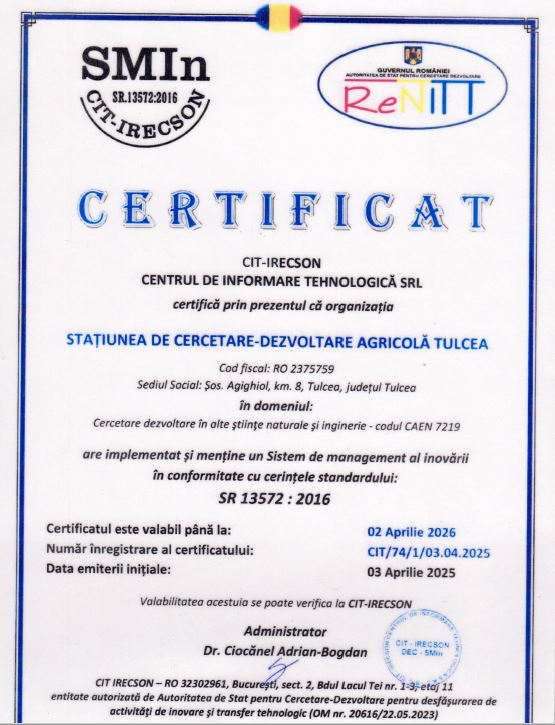 SMIn
SR.13572:2016
CIT-IRECSON
GUVERNUL ROMÂNIEI
AUTORITATEA DE STAT PENTRU CERCETARE DEZVOLTARE
ReNITT
CERTIFICAT
CIT-IRECSON
CENTRUL DE INFORMARE TEHNOLOGICĂ SRL
certifică prin prezentul că organizația
STAȚIUNEA DE CERCETARE-DEZVOLTARE AGRICOLĂ TULCEA
Cod fiscal: RO 2375759
Sediul Social: Șos. Agighiol, km. 8, Tulcea, județul Tulcea
în domeniul:
Cercetare dezvoltare în alte științe naturale și inginerie - codul CAEN 7219
are implementat și menține un Sistem de management al inovării
în conformitate cu cerințele standardului:
SR 13572 : 2016
Certificatul este valabil până la: 02 Aprilie 2026
Număr înregistrare al certificatului: CIT/74/1/03.04.2025
Data emiterii inițiale: 03 Aprilie 2025
Valabilitatea acestuia se poate verifica la CIT-IRECSON
Administrator
Dr. Ciocănel Adrian-Bogdan
CIT - IRECSON
DEC - SMIn
CIT IRECSON – RO 32302961, București, sect. 2, Bdul Lacul Tei nr. 1-3, etaj 11
entitate autorizată de Autoritatea de Stat pentru Cercetare-Dezvoltare pentru desfășurarea de
activități de inovare și transfer tehnologic (OM nr. 20616/22.05.2023)